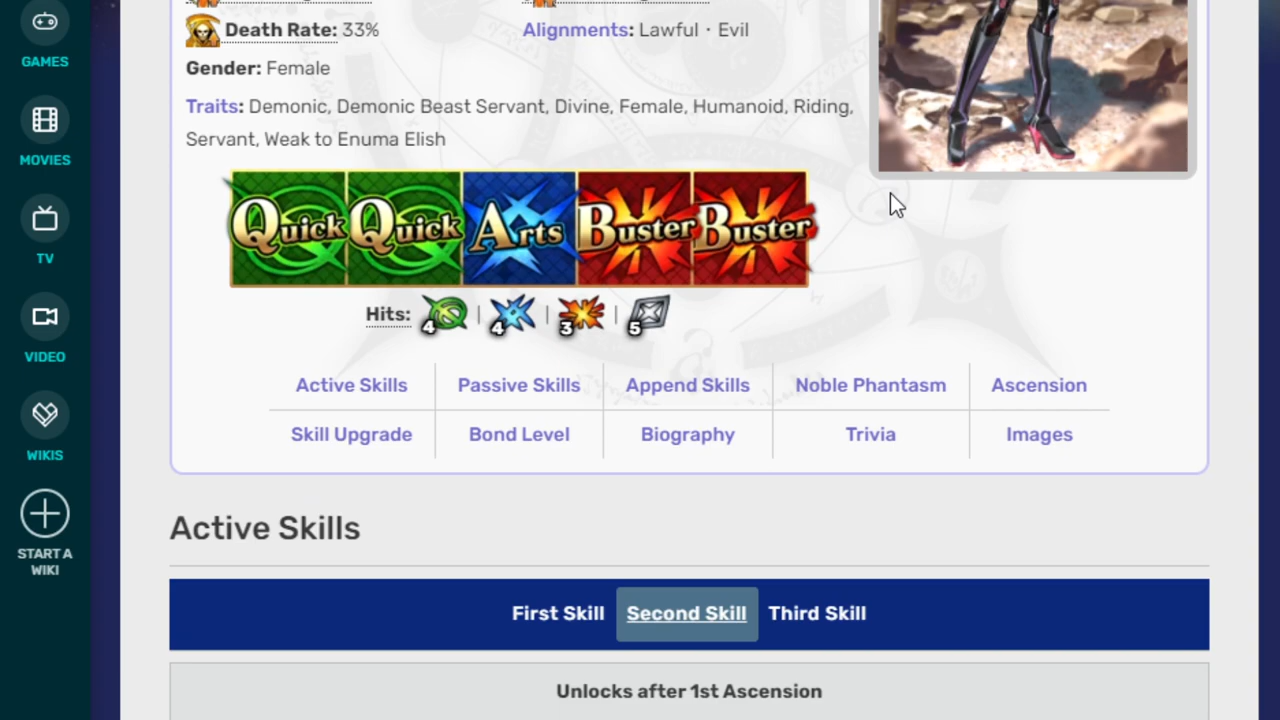 GAMES
MOVIES
TV
VIDEO
WIKIS
START A
WIKI
Death Rate: 33%
Alignments: Lawful · Evil
Gender: Female
Traits: Demonic, Demonic Beast Servant, Divine, Female, Humanoid, Riding,
Servant, Weak to Enuma Elish
Quick Quick Arts Buster Buster
Hits: 4 | 4 | 3 | 5
Active Skills Passive Skills Append Skills Noble Phantasm Ascension
Skill Upgrade Bond Level Biography Trivia Images
Active Skills
First Skill Second Skill Third Skill
Unlocks after 1st Ascension